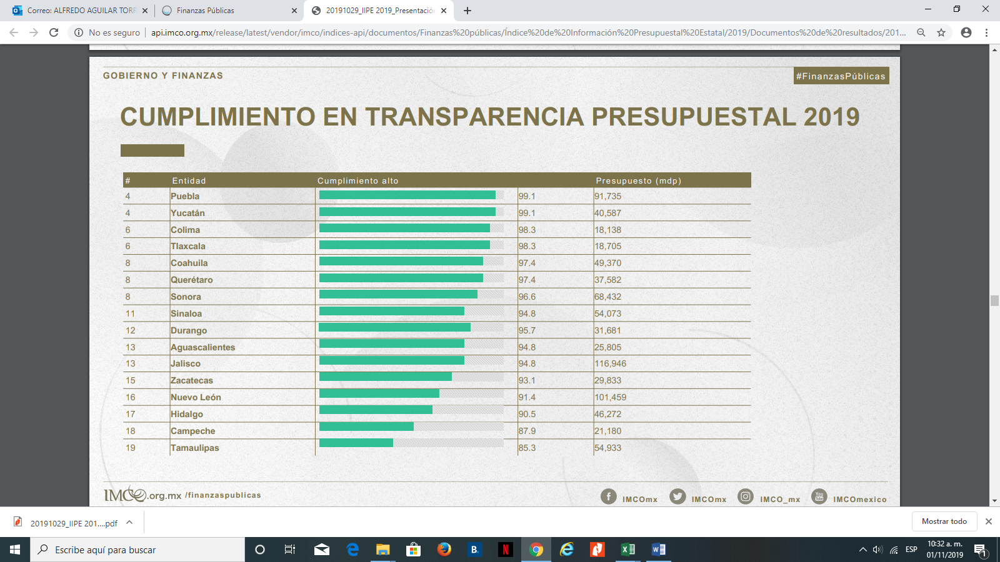 Correo: ALFREDO AGUILAR TORR
Finanzas Públicas
20191029_IIPE 2019_Presentación
No es seguro | api.imco.org.mx/release/latest/vendor/imco/indices-api/documentos/Finanzas%20públicas/Índice%20de%20Información%20Presupuestal%20Estatal/2019/Documentos%20de%20resultados/201...
GOBIERNO Y FINANZAS
#FinanzasPúblicas
CUMPLIMIENTO EN TRANSPARENCIA PRESUPUESTAL 2019
# Entidad Cumplimiento alto Presupuesto (mdp)
4 Puebla 99.1 91,735
4 Yucatán 99.1 40,587
6 Colima 98.3 18,138
6 Tlaxcala 98.3 18,705
8 Coahuila 97.4 49,370
8 Querétaro 97.4 37,582
8 Sonora 96.6 68,432
11 Sinaloa 94.8 54,073
12 Durango 95.7 31,681
13 Aguascalientes 94.8 25,805
13 Jalisco 94.8 116,946
15 Zacatecas 93.1 29,833
16 Nuevo León 91.4 101,459
17 Hidalgo 90.5 46,272
18 Campeche 87.9 21,180
19 Tamaulipas 85.3 54,933
IMCO.org.mx /finanzaspublicas
IMCOmx
IMCOmx
IMCO_mx
You Tube IMCOmexico
20191029_IIPE 201....pdf
Mostrar todo
Escribe aquí para buscar
B.
N
ESP
10:32 a. m.
01/11/2019
1